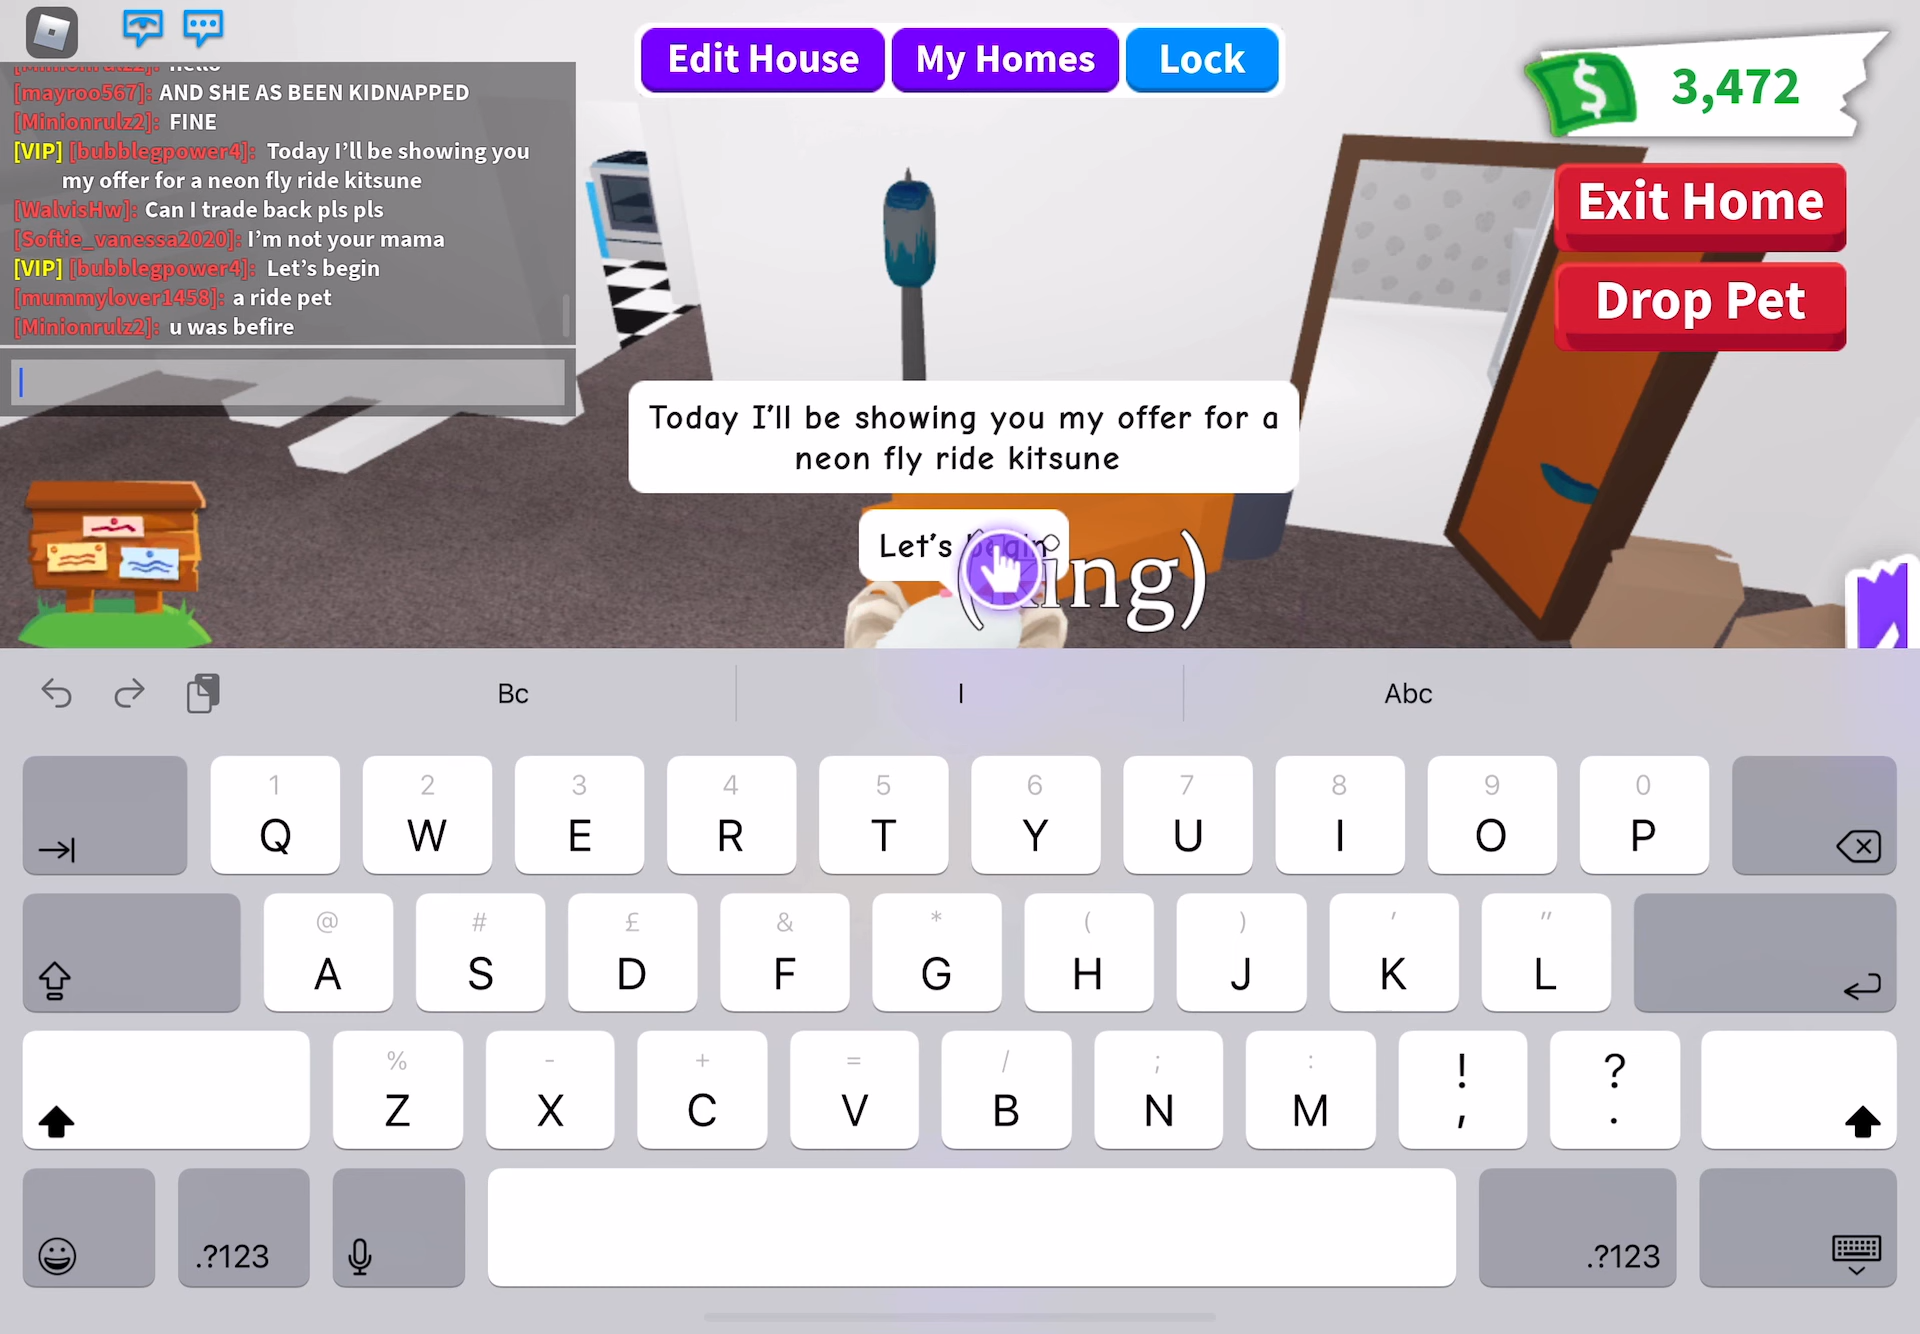 Edit House My Homes Lock
3,472
[Minionrulz2]: hello
[mayroo567]: AND SHE AS BEEN KIDNAPPED
[Minionrulz2]: FINE
[VIP] [bubblegpower4]: Today I’ll be showing you
my offer for a neon fly ride kitsune
[WalvisHw]: Can I trade back pls pls
[Softie_vanessa2020]: I’m not your mama
[VIP] [bubblegpower4]: Let’s begin
[mummylover1458]: a ride pet
[Minionrulz2]: u was befire
Exit Home
Drop Pet
Today I’ll be showing you my offer for a
neon fly ride kitsune
Let’s begin
Bc I Abc
1 2 3 4 5 6 7 8 9 0
Q W E R T Y U I O P
@ # £ & * ( ) ' "
A S D F G H J K L
% - + = / ; : ! ?
Z X C V B N M , .
.?123 .?123